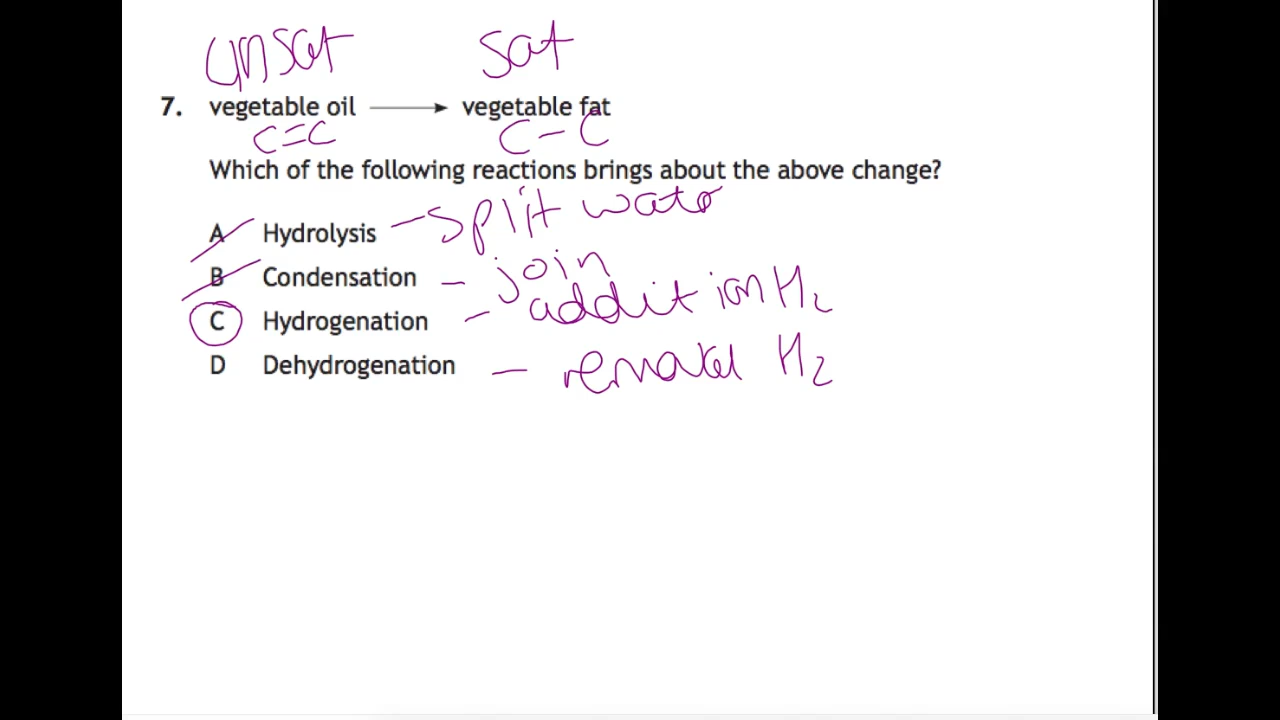 unsat sat
7. vegetable oil → vegetable fat
C=C C-C
Which of the following reactions brings about the above change?
A Hydrolysis - split water
B Condensation - join
C Hydrogenation - addition H2
D Dehydrogenation - removal H2